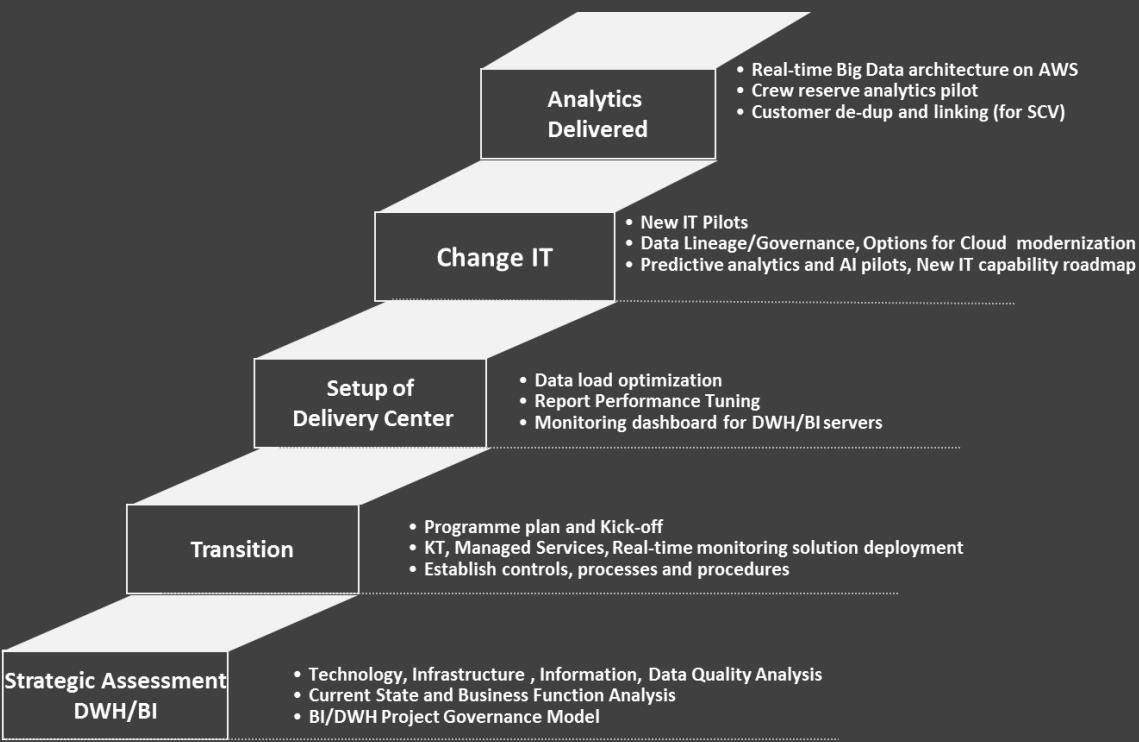 Analytics
Delivered
• Real-time Big Data architecture on AWS
• Crew reserve analytics pilot
• Customer de-dup and linking (for SCV)
Change IT
• New IT Pilots
• Data Lineage/Governance, Options for Cloud modernization
• Predictive analytics and AI pilots, New IT capability roadmap
Setup of
Delivery Center
• Data load optimization
• Report Performance Tuning
• Monitoring dashboard for DWH/BI servers
Transition
• Programme plan and Kick-off
• KT, Managed Services, Real-time monitoring solution deployment
• Establish controls, processes and procedures
Strategic Assessment
DWH/BI
• Technology, Infrastructure , Information, Data Quality Analysis
• Current State and Business Function Analysis
• BI/DWH Project Governance Model